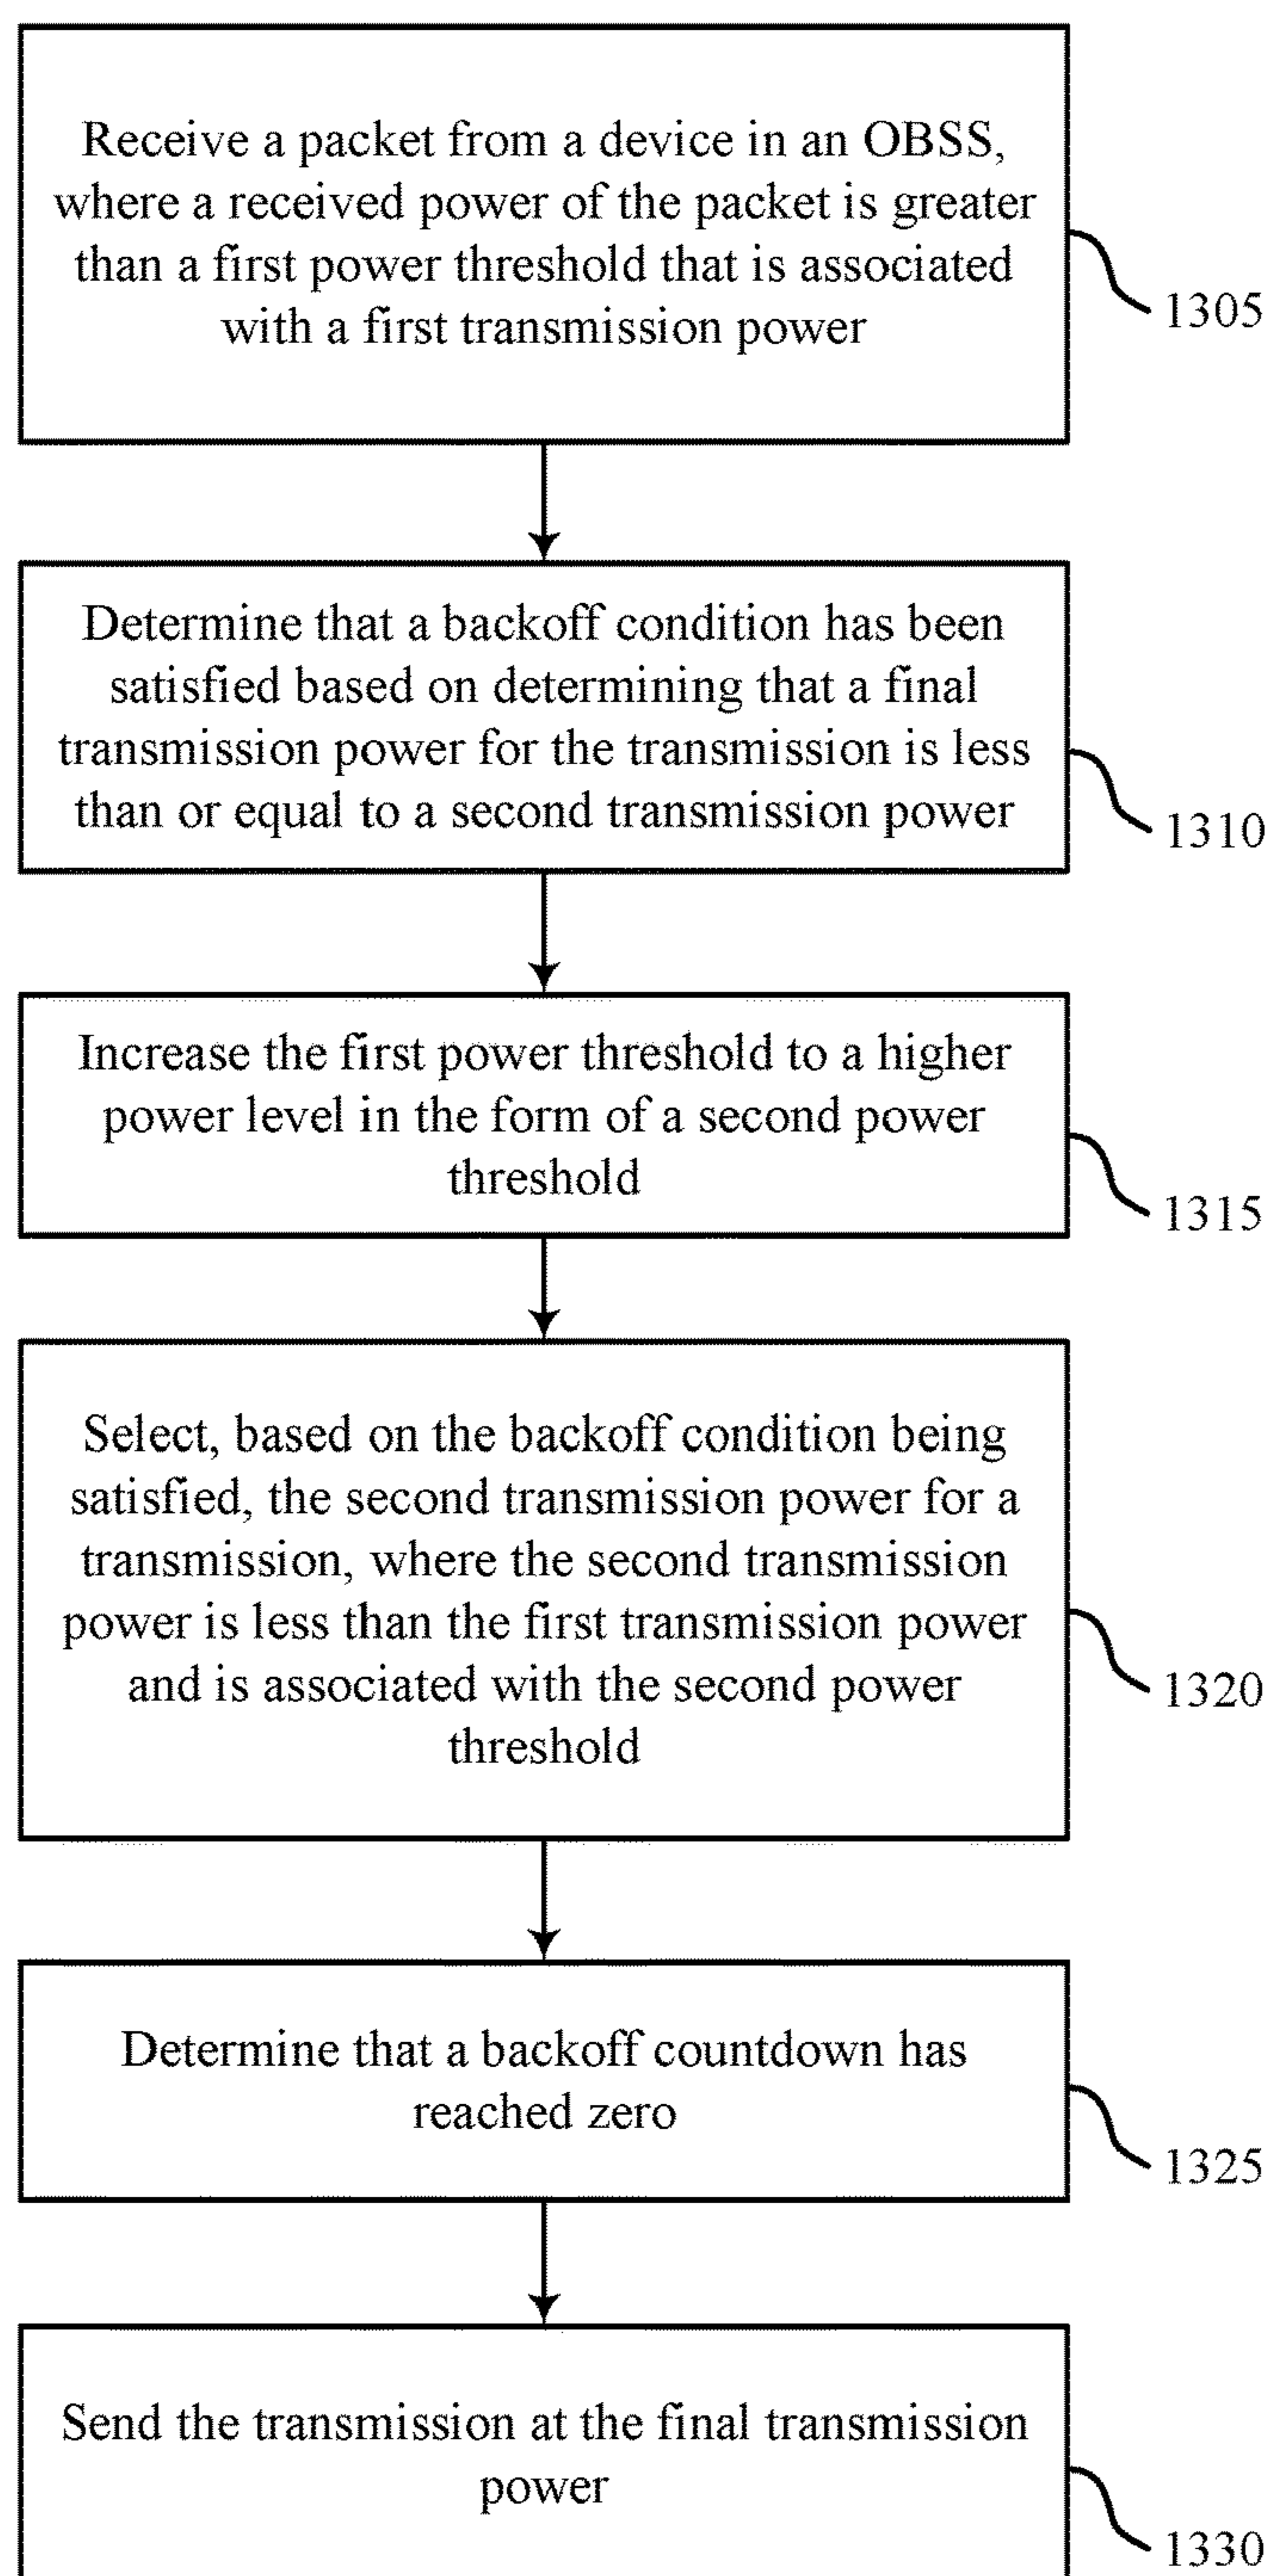 Receive a packet from a device in an OBSS,
where a received power of the packet is greater
than a first power threshold that is associated
with a first transmission power
1305
Determine that a backoff condition has been
satisfied based on determining that a final
transmission power for the transmission is less
than or equal to a second transmission power
1310
Increase the first power threshold to a higher
power level in the form of a second power
threshold
1315
Select, based on the backoff condition being
satisfied, the second transmission power for a
transmission, where the second transmission
power is less than the first transmission power
and is associated with the second power
threshold
1320
Determine that a backoff countdown has
reached zero
1325
Send the transmission at the final transmission
power
1330